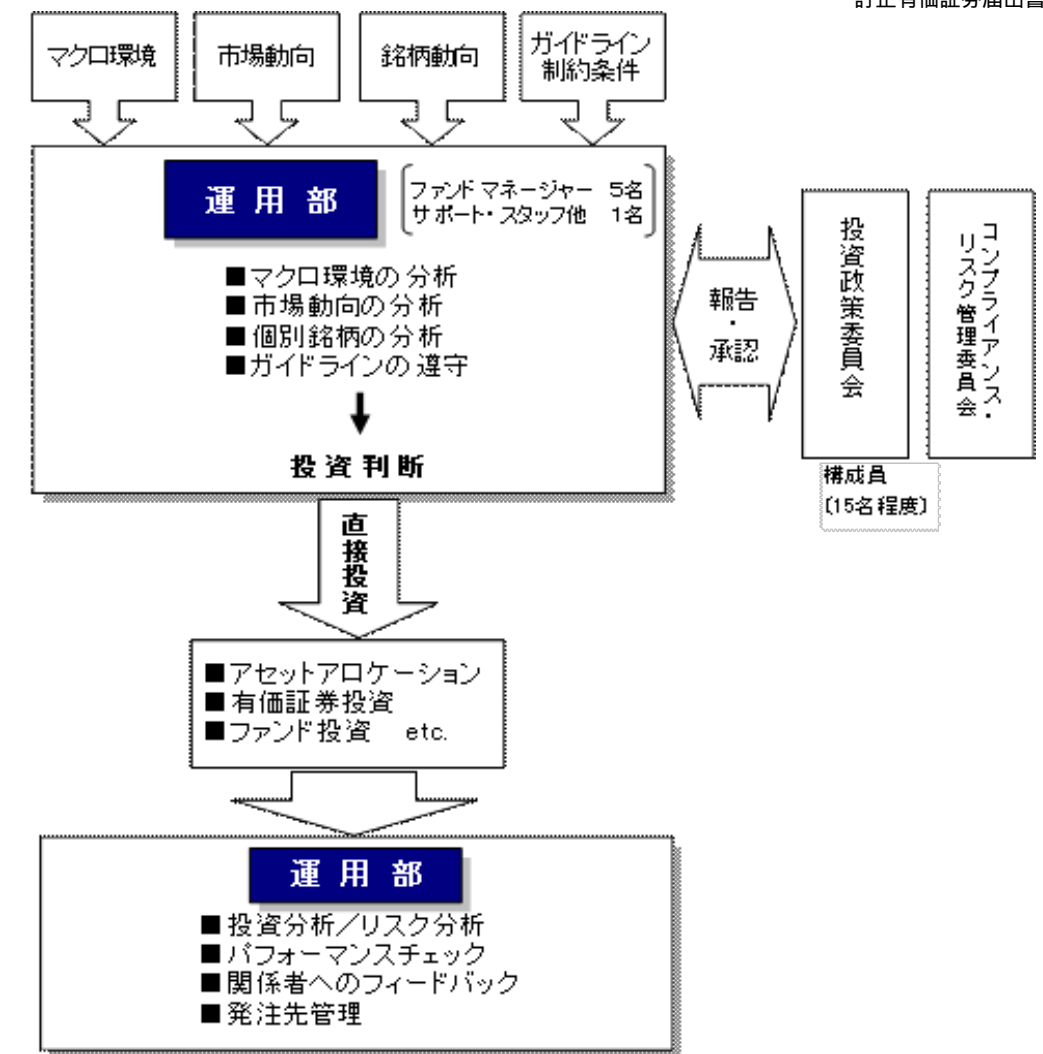 訂正有価証券届出書
マクロ環境
市場動向
銘柄動向
ガイドライン
制約条件
運用部
ファンドマネージャー 5名
サポート・スタッフ他 1名
■マクロ環境の分析
■市場動向の分析
■個別銘柄の分析
■ガイドラインの遵守
投資判断
報告
・
承認
投資政策委員会
コンプライアンス・
リスク管理委員会
構成員
〔15名程度〕
直接投資
■アセットアロケーション
■有価証券投資
■ファンド投資 etc.
運用部
■投資分析/リスク分析
■パフォーマンスチェック
■関係者へのフィードバック
■発注先管理